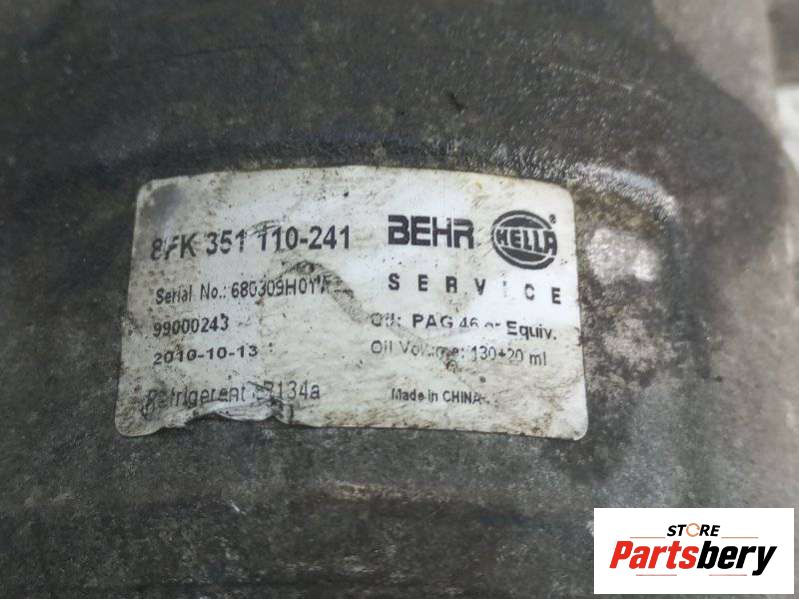 8FK 351 110-241
BEHR HELLA
SERVICE
Serial No.:
99000243
2010-10-13
Refrigerent R134a
Oil: PAG 46 or Equiv.
Oil Volume: 130+20 ml
Made in CHINA
STORE
Partsbery